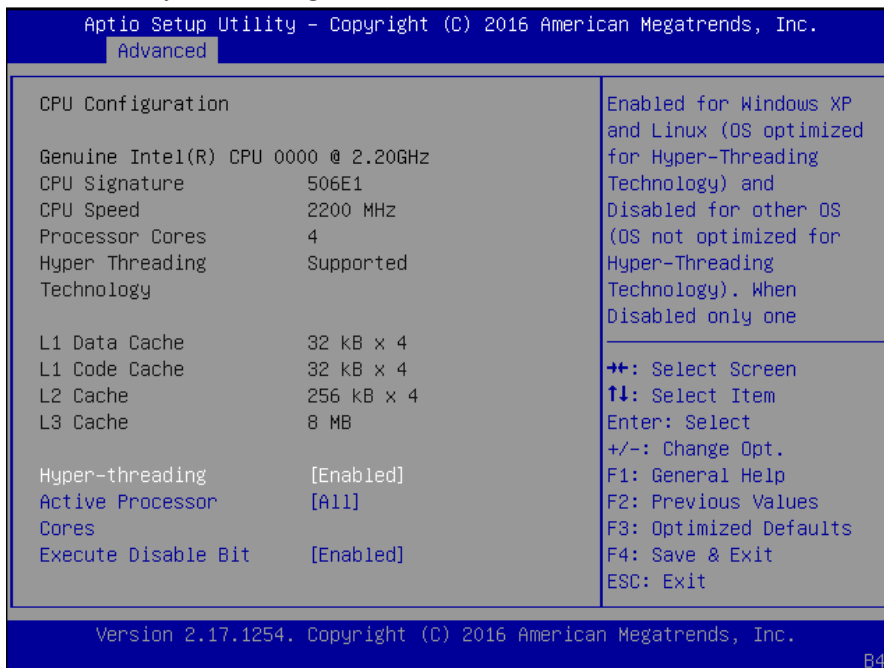 Aptio Setup Utility – Copyright (C) 2016 American Megatrends, Inc.
Advanced
CPU Configuration
Genuine Intel(R) CPU 0000 @ 2.20GHz
CPU Signature 506E1
CPU Speed 2200 MHz
Processor Cores 4
Hyper Threading Supported
Technology
L1 Data Cache 32 kB x 4
L1 Code Cache 32 kB x 4
L2 Cache 256 kB x 4
L3 Cache 8 MB
Hyper-threading [Enabled]
Active Processor [All]
Cores
Execute Disable Bit [Enabled]
Enabled for Windows XP
and Linux (OS optimized
for Hyper-Threading
Technology) and
Disabled for other OS
(OS not optimized for
Hyper-Threading
Technology). When
Disabled only one
→←: Select Screen
↑↓: Select Item
Enter: Select
+/-: Change Opt.
F1: General Help
F2: Previous Values
F3: Optimized Defaults
F4: Save & Exit
ESC: Exit
Version 2.17.1254. Copyright (C) 2016 American Megatrends, Inc.
B4